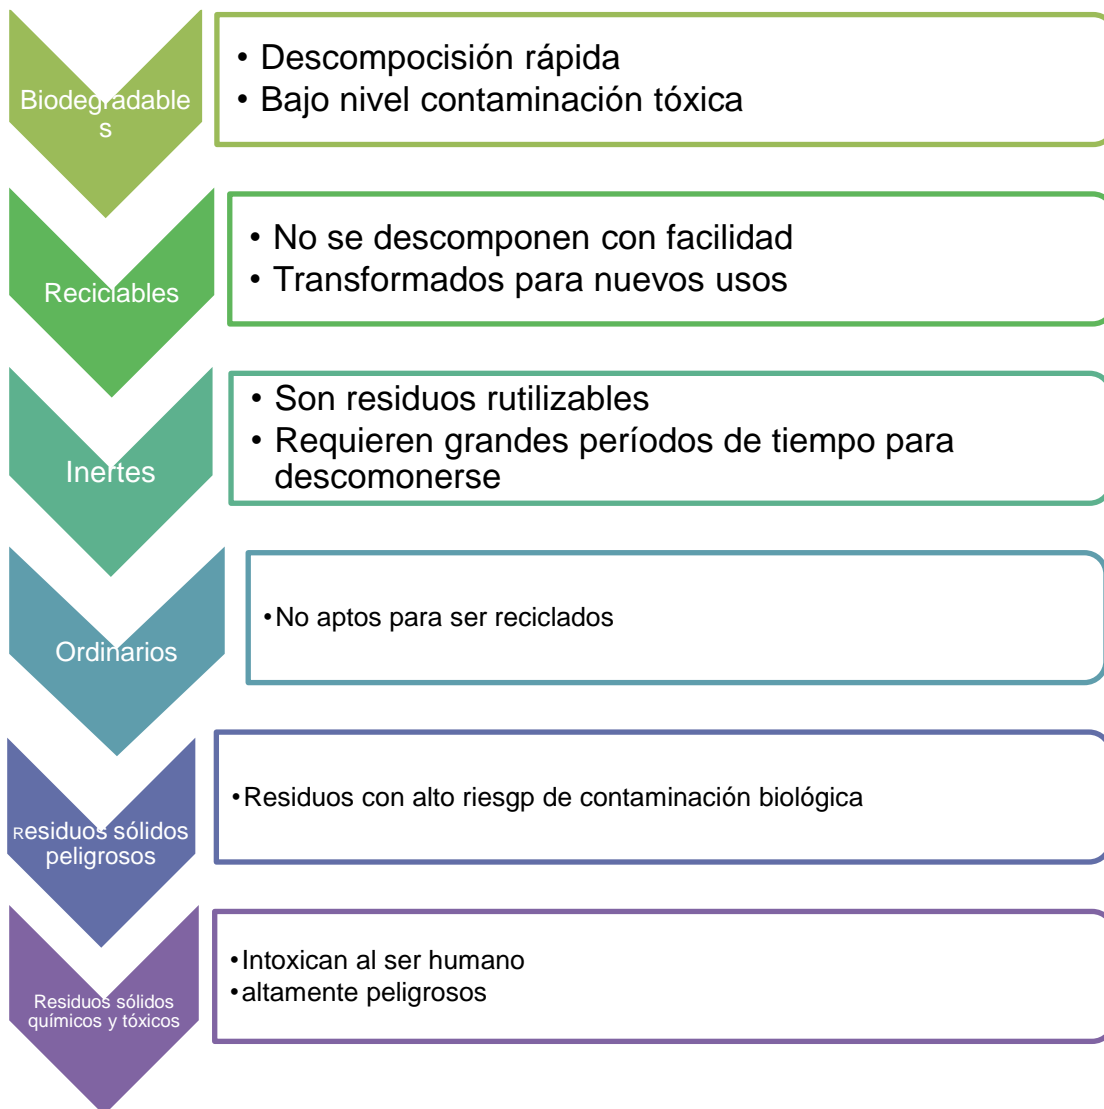 Biodegradable
s
• Descompocisión rápida
• Bajo nivel contaminación tóxica
Reciclables
• No se descomponen con facilidad
• Transformados para nuevos usos
Inertes
• Son residuos rutilizables
• Requieren grandes períodos de tiempo para
descomonerse
Ordinarios
• No aptos para ser reciclados
Residuos sólidos
peligrosos
• Residuos con alto riesgp de contaminación biológica
Residuos sólidos
químicos y tóxicos
• Intoxican al ser humano
• altamente peligrosos